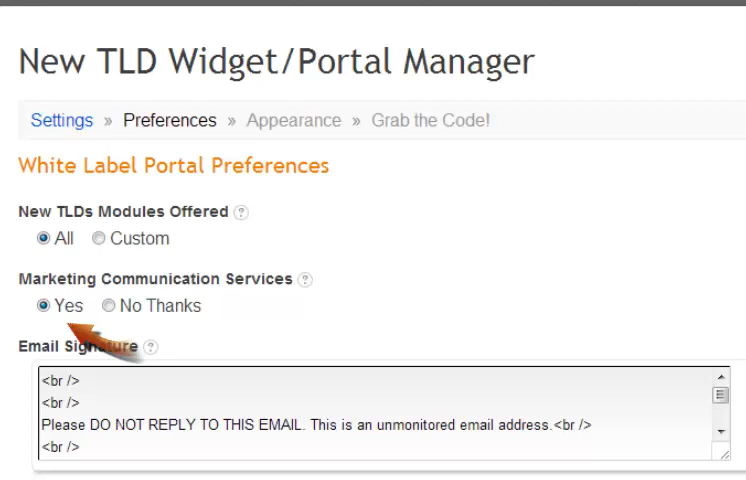 New TLD Widget/Portal Manager
Settings » Preferences » Appearance » Grab the Code!
White Label Portal Preferences
New TLDs Modules Offered ?
All Custom
Marketing Communication Services ?
Yes No Thanks
Email Signature ?
<br />
<br />
Please DO NOT REPLY TO THIS EMAIL. This is an unmonitored email address.<br />
<br />